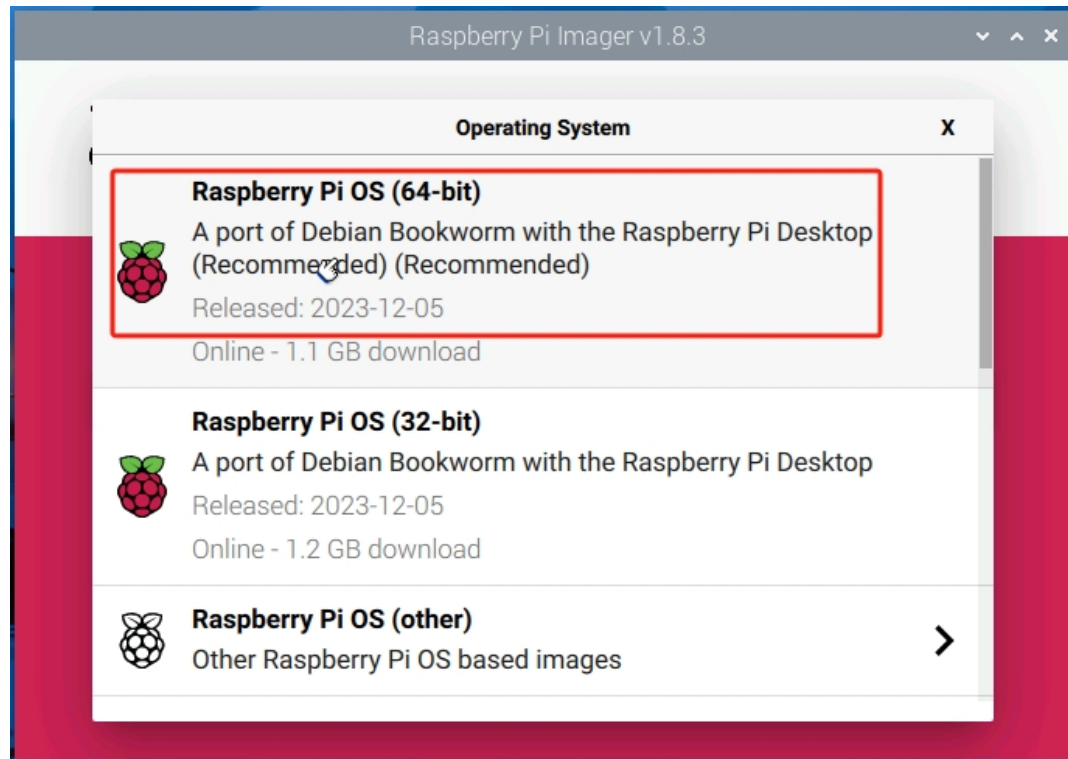 Raspberry Pi Imager v1.8.3
Operating System
X
Raspberry Pi OS (64-bit)
A port of Debian Bookworm with the Raspberry Pi Desktop
(Recommended) (Recommended)
Released: 2023-12-05
Online - 1.1 GB download
Raspberry Pi OS (32-bit)
A port of Debian Bookworm with the Raspberry Pi Desktop
Released: 2023-12-05
Online - 1.2 GB download
Raspberry Pi OS (other)
Other Raspberry Pi OS based images